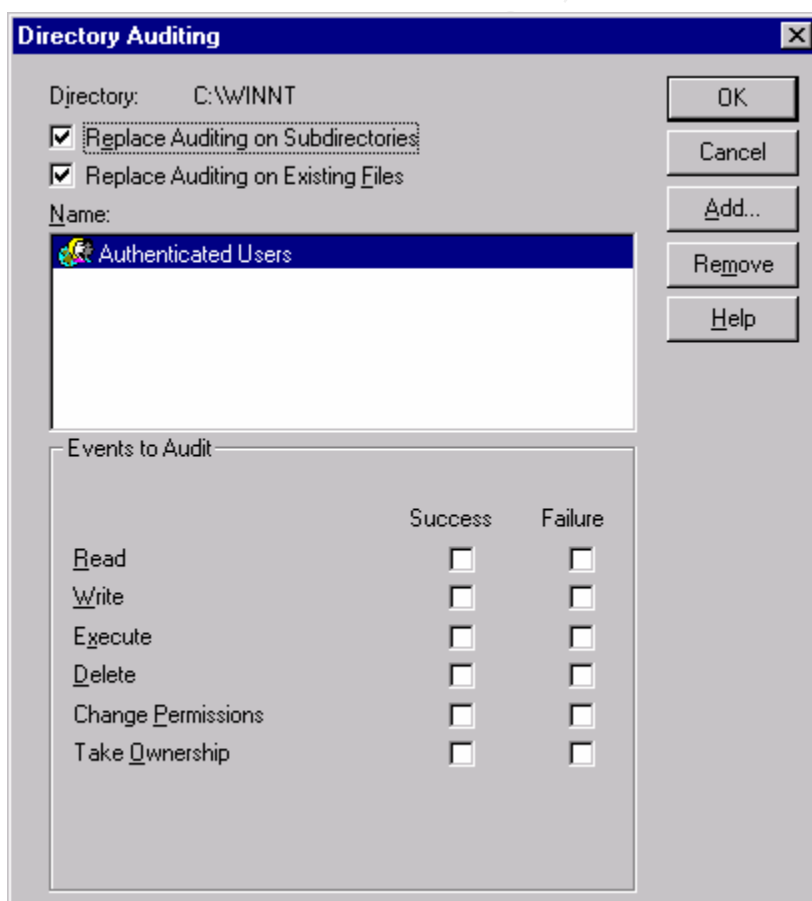 Directory Auditing
Directory: C:\WINNT
OK
Replace Auditing on Subdirectories
Cancel
Replace Auditing on Existing Files
Add...
Name:
Authenticated Users
Remove
Help
Events to Audit
Success Failure
Read
Write
Execute
Delete
Change Permissions
Take Ownership